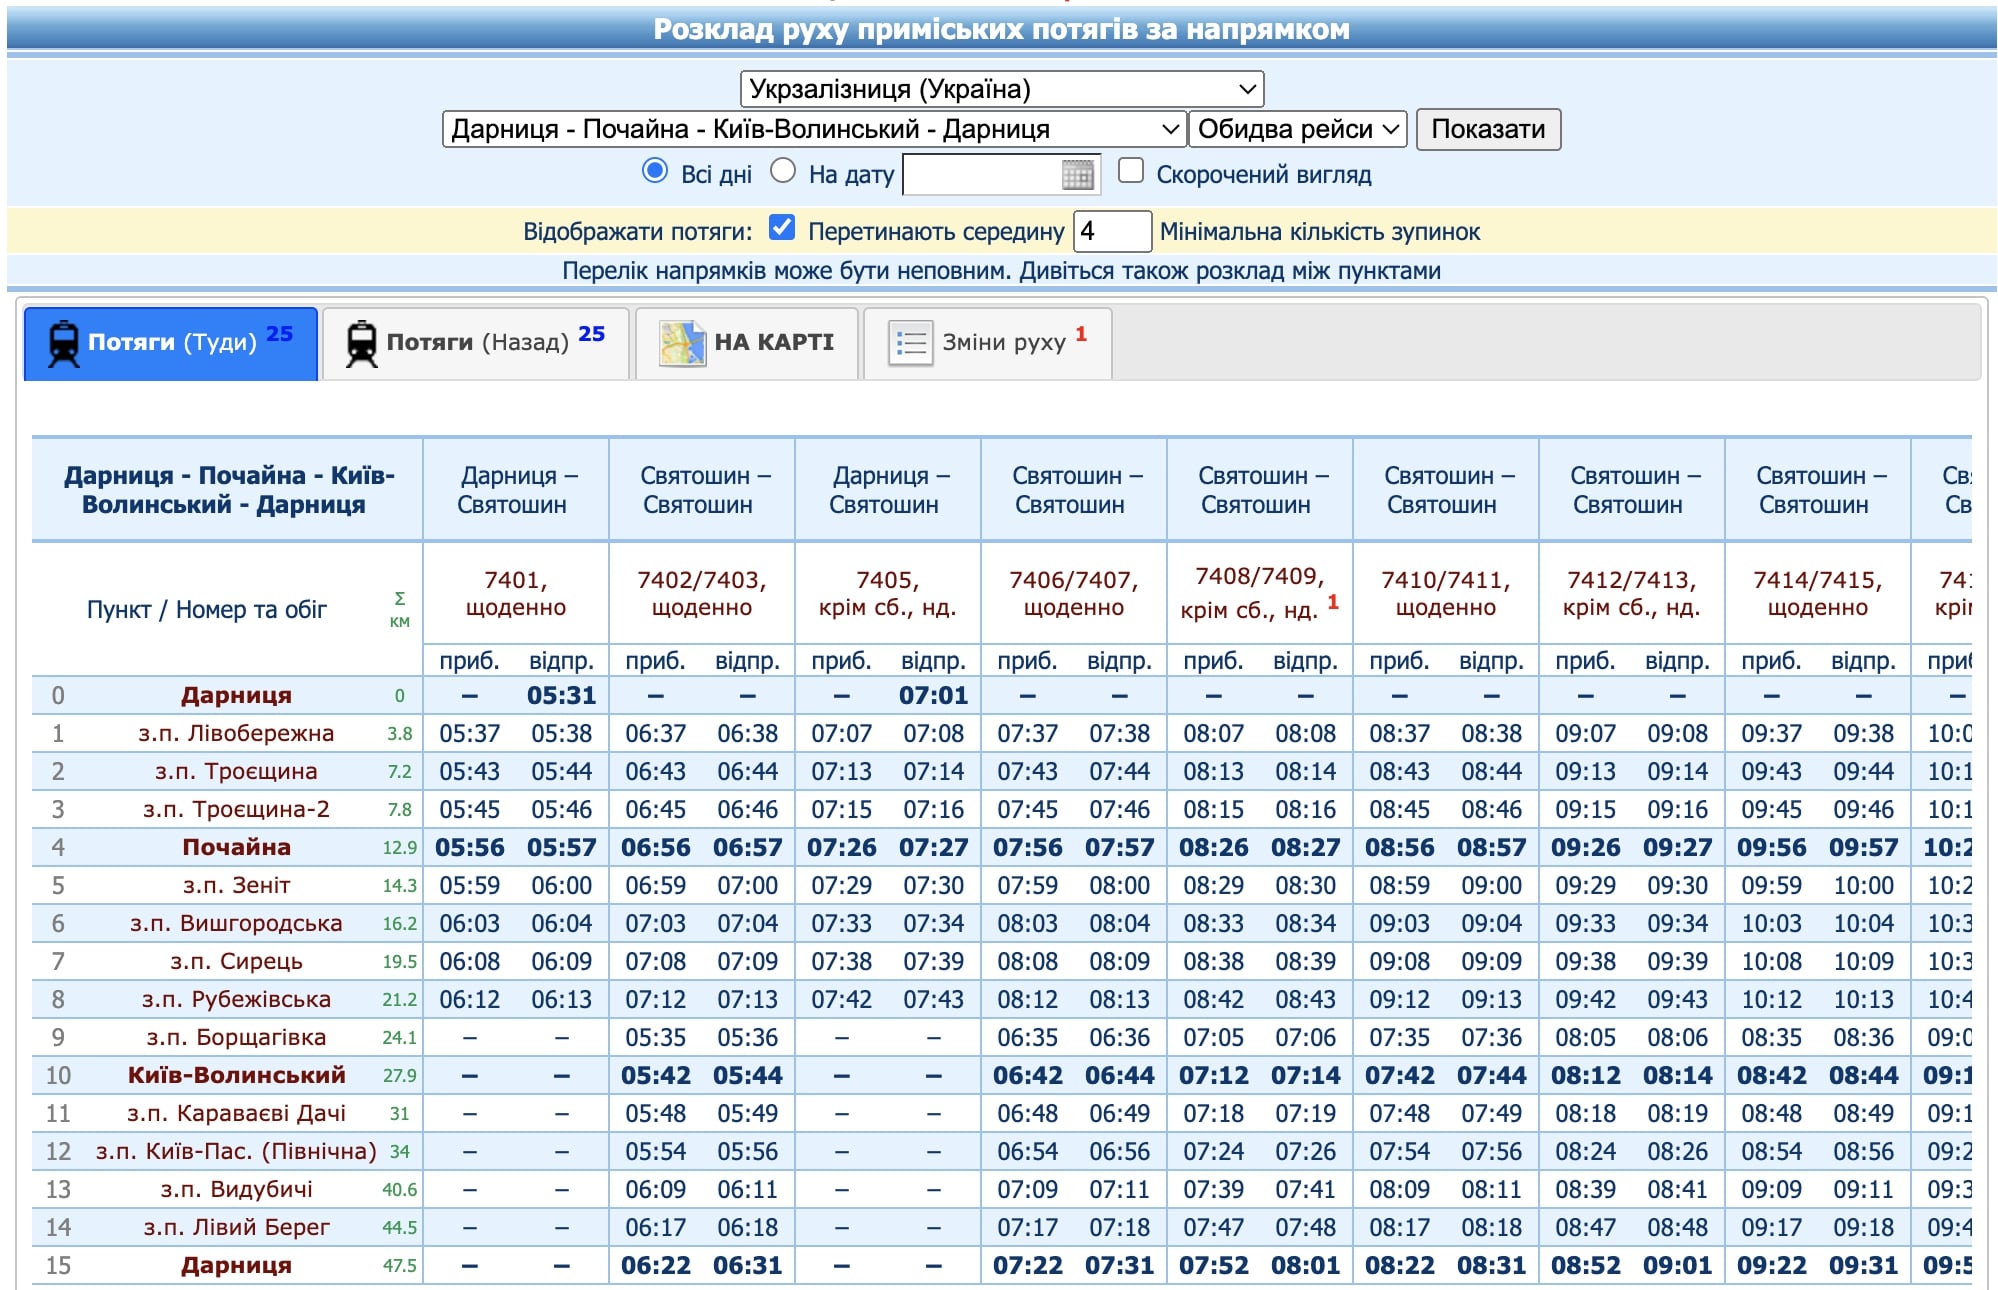 Розклад руху приміських потягів за напрямком
Укрзалізниця (Україна)
Дарниця - Почайна - Київ-Волинський - Дарниця Обидва рейси Показати
Всі дні На дату Скорочений вигляд
Відображати потяги: Перетинають середину 4 Мінімальна кількість зупинок
Перелік напрямків може бути неповним. Дивіться також розклад між пунктами
Потяги (Туди) 25 Потяги (Назад) 25 НА КАРТІ Зміни руху 1
Дарниця - Почайна - Київ- Дарниця – Святошин – Дарниця – Святошин – Святошин – Святошин – Святошин – Святошин – Свя
Волинський - Дарниця Святошин Святошин Святошин Святошин Святошин Святошин Святошин Святошин Св
Пункт / Номер та обіг Σ км 7401, 7402/7403, 7405, 7406/7407, 7408/7409, 7410/7411, 7412/7413, 7414/7415, 741
щоденно щоденно крім сб., нд. щоденно крім сб., нд. 1 щоденно крім сб., нд. щоденно крім
приб. відпр. приб. відпр. приб. відпр. приб. відпр. приб. відпр. приб. відпр. приб. відпр. приб. відпр. приб
0 Дарниця 0 – 05:31 – – – 07:01 – – – – – – – – – – –
1 з.п. Лівобережна 3.8 05:37 05:38 06:37 06:38 07:07 07:08 07:37 07:38 08:07 08:08 08:37 08:38 09:07 09:08 09:37 09:38 10:0
2 з.п. Троєщина 7.2 05:43 05:44 06:43 06:44 07:13 07:14 07:43 07:44 08:13 08:14 08:43 08:44 09:13 09:14 09:43 09:44 10:1
3 з.п. Троєщина-2 7.8 05:45 05:46 06:45 06:46 07:15 07:16 07:45 07:46 08:15 08:16 08:45 08:46 09:15 09:16 09:45 09:46 10:1
4 Почайна 12.9 05:56 05:57 06:56 06:57 07:26 07:27 07:56 07:57 08:26 08:27 08:56 08:57 09:26 09:27 09:56 09:57 10:2
5 з.п. Зеніт 14.3 05:59 06:00 06:59 07:00 07:29 07:30 07:59 08:00 08:29 08:30 08:59 09:00 09:29 09:30 09:59 10:00 10:2
6 з.п. Вишгородська 16.2 06:03 06:04 07:03 07:04 07:33 07:34 08:03 08:04 08:33 08:34 09:03 09:04 09:33 09:34 10:03 10:04 10:3
7 з.п. Сирець 19.5 06:08 06:09 07:08 07:09 07:38 07:39 08:08 08:09 08:38 08:39 09:08 09:09 09:38 09:39 10:08 10:09 10:3
8 з.п. Рубежівська 21.2 06:12 06:13 07:12 07:13 07:42 07:43 08:12 08:13 08:42 08:43 09:12 09:13 09:42 09:43 10:12 10:13 10:4
9 з.п. Борщагівка 24.1 – – 05:35 05:36 – – 06:35 06:36 07:05 07:06 07:35 07:36 08:05 08:06 08:35 08:36 09:0
10 Київ-Волинський 27.9 – – 05:42 05:44 – – 06:42 06:44 07:12 07:14 07:42 07:44 08:12 08:14 08:42 08:44 09:1
11 з.п. Караваєві Дачі 31 – – 05:48 05:49 – – 06:48 06:49 07:18 07:19 07:48 07:49 08:18 08:19 08:48 08:49 09:1
12 з.п. Київ-Пас. (Північна) 34 – – 05:54 05:56 – – 06:54 06:56 07:24 07:26 07:54 07:56 08:24 08:26 08:54 08:56 09:2
13 з.п. Видубичі 40.6 – – 06:09 06:11 – – 07:09 07:11 07:39 07:41 08:09 08:11 08:39 08:41 09:09 09:11 09:3
14 з.п. Лівий Берег 44.5 – – 06:17 06:18 – – 07:17 07:18 07:47 07:48 08:17 08:18 08:47 08:48 09:17 09:18 09:4
15 Дарниця 47.5 – – 06:22 06:31 – – 07:22 07:31 07:52 08:01 08:22 08:31 08:52 09:01 09:22 09:31 09:5